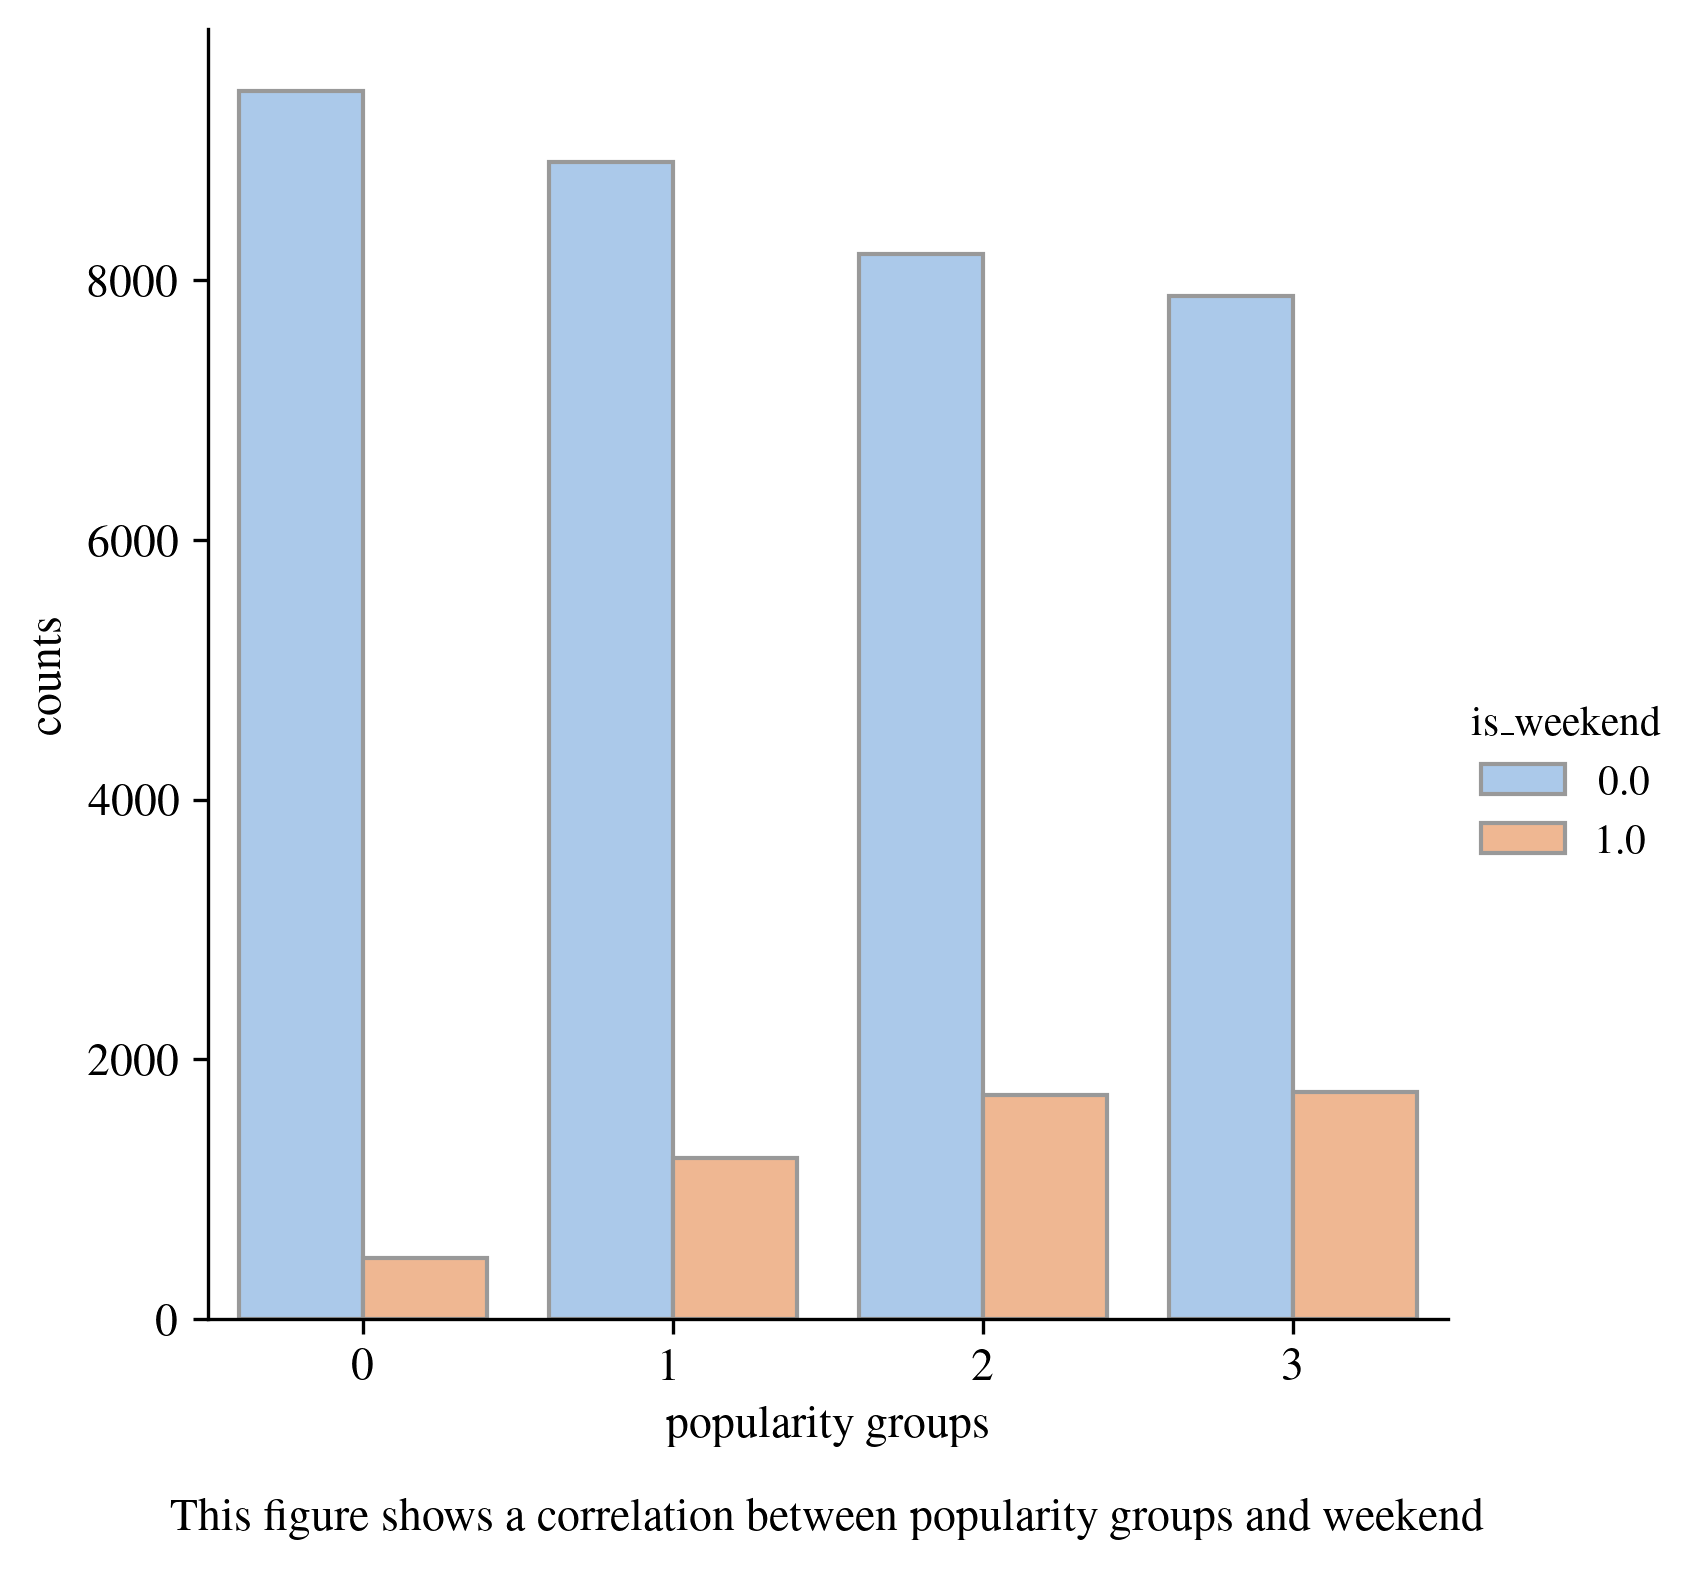 8000
6000
4000
2000
0
counts
0 1 2 3
popularity groups
is_weekend
0.0
1.0
This figure shows a correlation between popularity groups and weekend